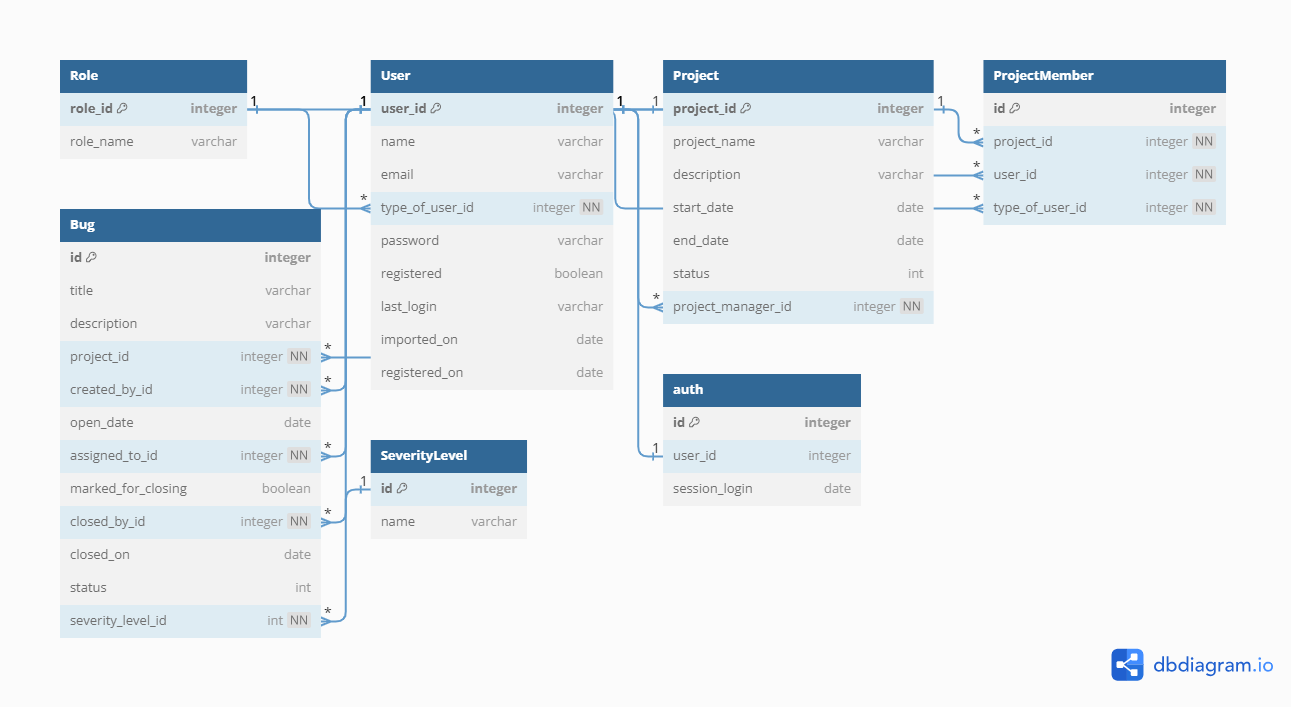 Role
role_id integer
role_name varchar
1
User
user_id integer
name varchar
email varchar
type_of_user_id integer NN
password varchar
registered boolean
last_login varchar
imported_on date
registered_on date
1
*
1
Project
project_id integer
project_name varchar
description varchar
start_date date
end_date date
status int
project_manager_id integer NN
1
*
1
ProjectMember
id integer
project_id integer NN
user_id integer NN
type_of_user_id integer NN
*
*
*
Bug
id integer
title varchar
description varchar
project_id integer NN
created_by_id integer NN
open_date date
assigned_to_id integer NN
marked_for_closing boolean
closed_by_id integer NN
closed_on date
status int
severity_level_id int NN
*
*
*
*
*
SeverityLevel
id integer
name varchar
1
auth
id integer
user_id integer
session_login date
1
dbdiagram.io